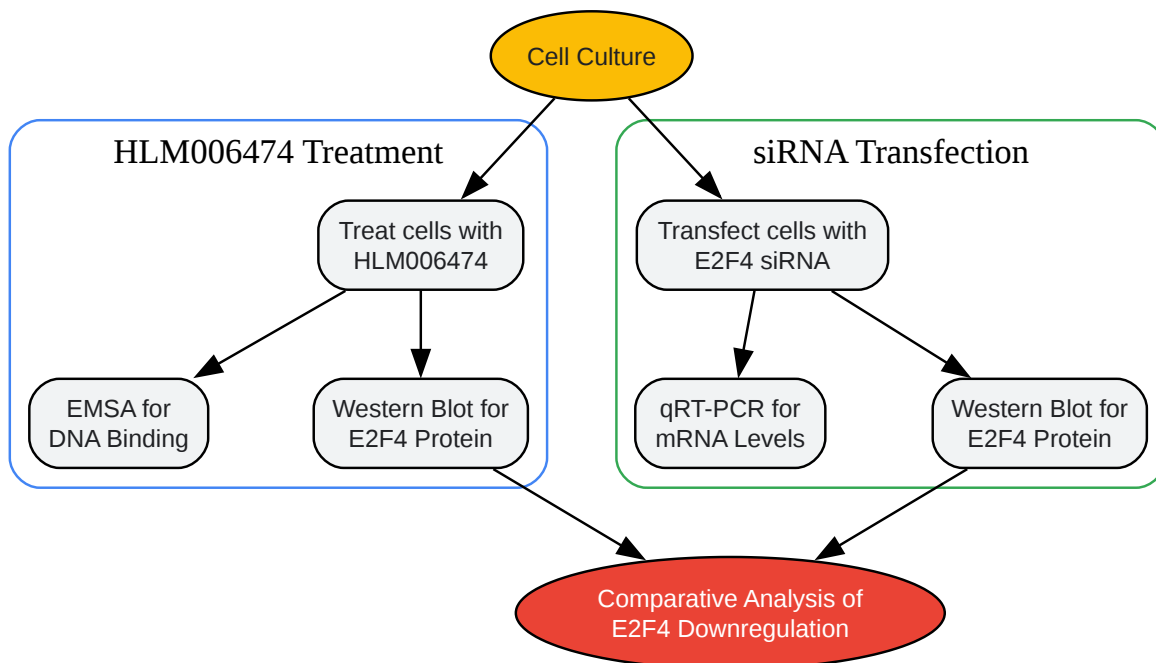 Cell Culture
HLM006474 Treatment
siRNA Transfection
Treat cells with
HLM006474
Transfect cells with
E2F4 siRNA
EMSA for
DNA Binding
Western Blot for
E2F4 Protein
qRT-PCR for
mRNA Levels
Western Blot for
E2F4 Protein
Comparative Analysis of
E2F4 Downregulation